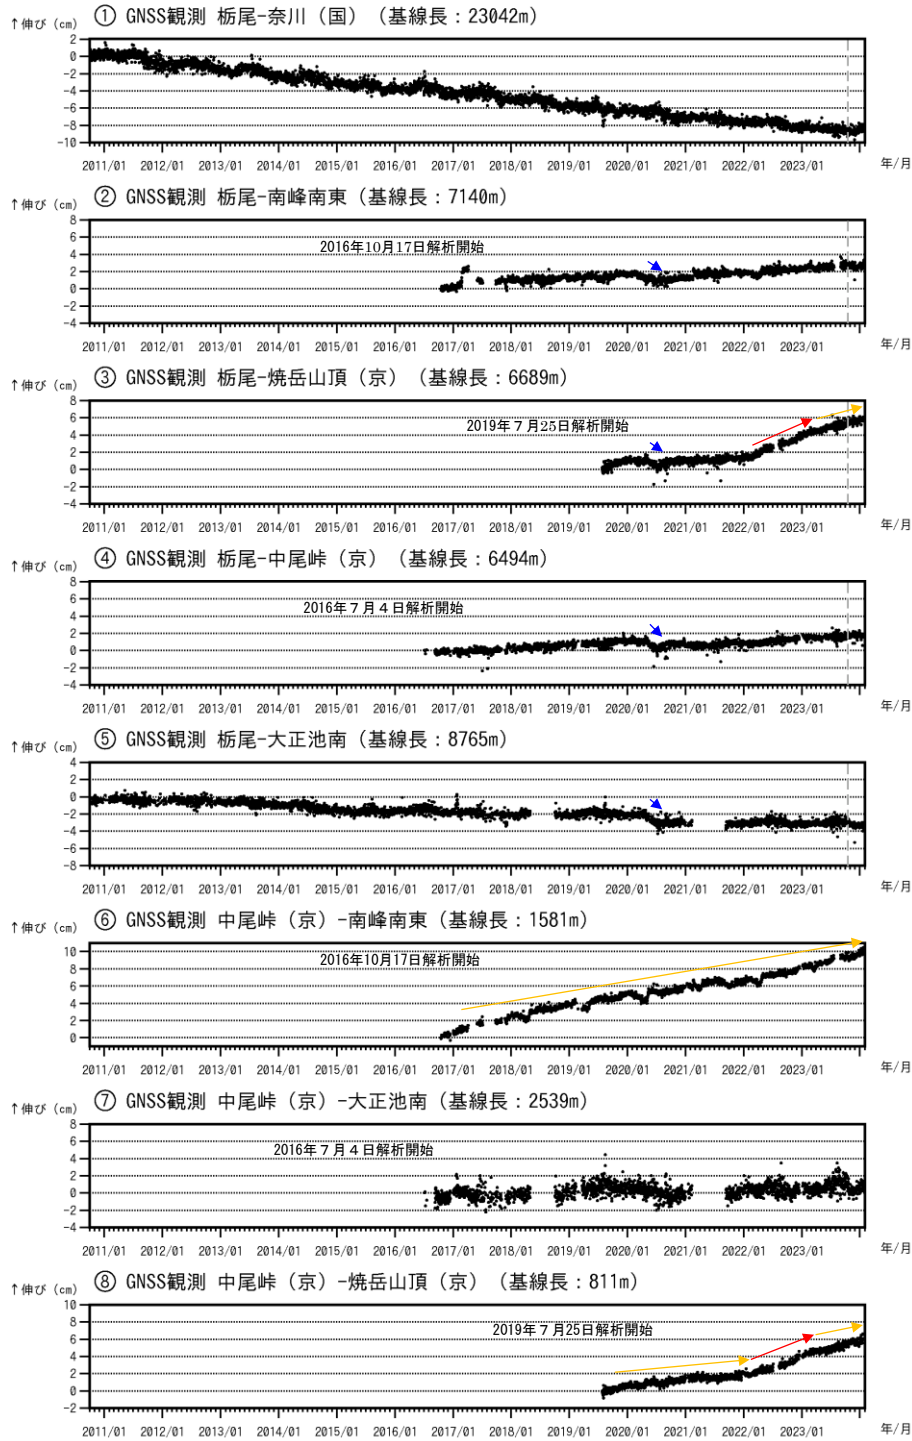 ↑伸び（cm） ① GNSS観測 栃尾-奈川（国）（基線長：23042m）
2
0
-2
-4
-6
-8
-10
2011/01 2012/01 2013/01 2014/01 2015/01 2016/01 2017/01 2018/01 2019/01 2020/01 2021/01 2022/01 2023/01 年/月
↑伸び（cm） ② GNSS観測 栃尾-南峰南東（基線長：7140m）
8
6
4
2
0
-2
-4
2016年10月17日解析開始
2011/01 2012/01 2013/01 2014/01 2015/01 2016/01 2017/01 2018/01 2019/01 2020/01 2021/01 2022/01 2023/01 年/月
↑伸び（cm） ③ GNSS観測 栃尾-焼岳山頂（京）（基線長：6689m）
8
6
4
2
0
-2
-4
2019年７月25日解析開始
2011/01 2012/01 2013/01 2014/01 2015/01 2016/01 2017/01 2018/01 2019/01 2020/01 2021/01 2022/01 2023/01 年/月
↑伸び（cm） ④ GNSS観測 栃尾-中尾峠（京）（基線長：6494m）
8
6
4
2
0
-2
-4
2016年７月４日解析開始
2011/01 2012/01 2013/01 2014/01 2015/01 2016/01 2017/01 2018/01 2019/01 2020/01 2021/01 2022/01 2023/01 年/月
↑伸び（cm） ⑤ GNSS観測 栃尾-大正池南（基線長：8765m）
4
2
0
-2
-4
-6
-8
2011/01 2012/01 2013/01 2014/01 2015/01 2016/01 2017/01 2018/01 2019/01 2020/01 2021/01 2022/01 2023/01 年/月
↑伸び（cm） ⑥ GNSS観測 中尾峠（京）-南峰南東（基線長：1581m）
10
8
6
4
2
0
2016年10月17日解析開始
2011/01 2012/01 2013/01 2014/01 2015/01 2016/01 2017/01 2018/01 2019/01 2020/01 2021/01 2022/01 2023/01 年/月
↑伸び（cm） ⑦ GNSS観測 中尾峠（京）-大正池南（基線長：2539m）
8
6
4
2
0
-2
-4
2016年７月４日解析開始
2011/01 2012/01 2013/01 2014/01 2015/01 2016/01 2017/01 2018/01 2019/01 2020/01 2021/01 2022/01 2023/01 年/月
↑伸び（cm） ⑧ GNSS観測 中尾峠（京）-焼岳山頂（京）（基線長：811m）
10
8
6
4
2
0
-2
2019年７月25日解析開始
2011/01 2012/01 2013/01 2014/01 2015/01 2016/01 2017/01 2018/01 2019/01 2020/01 2021/01 2022/01 2023/01 年/月